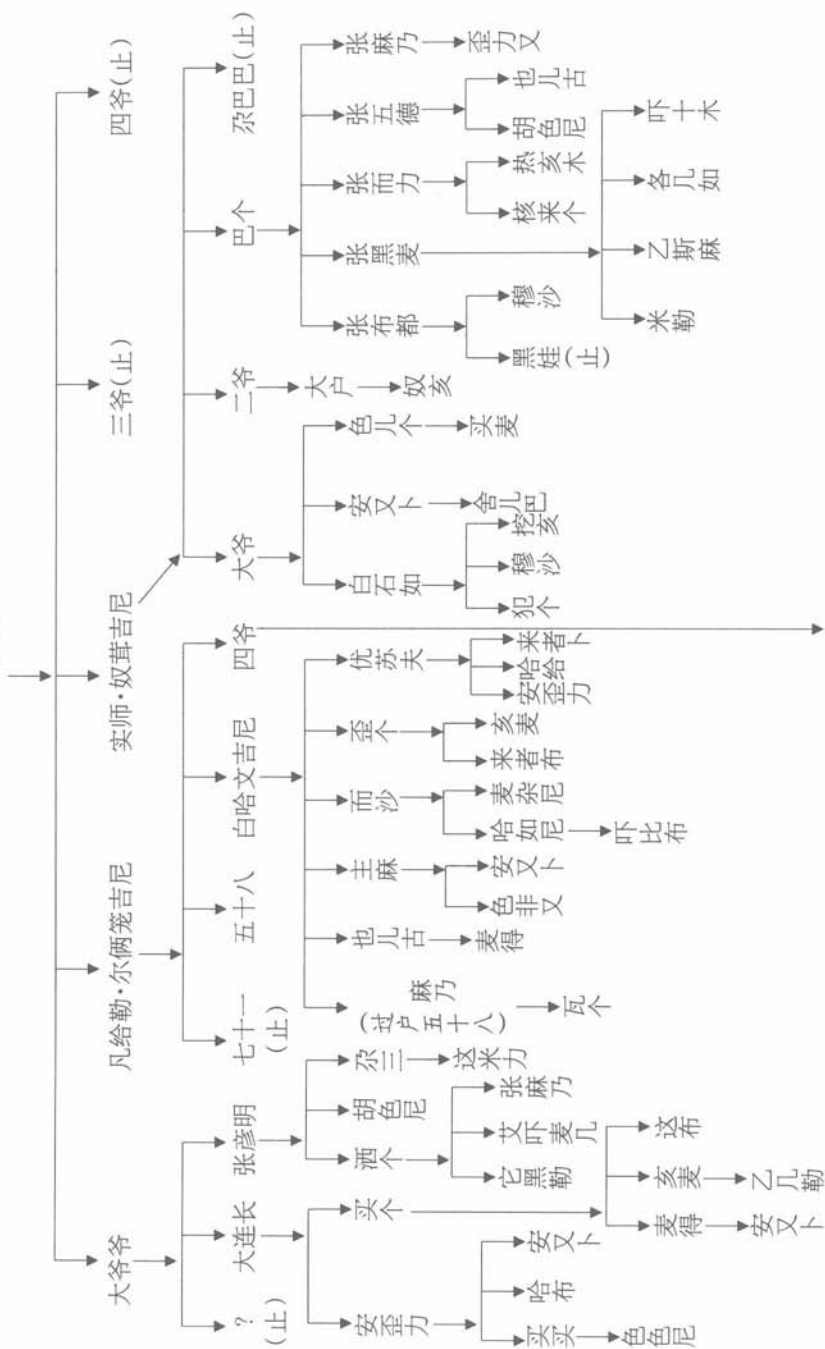 大爷爷
凡给勒·尔俩笼吉尼
实师·奴茸吉尼
三爷(止)
四爷(止)
?
(止)
大连长
张彦明
七十一
(止)
五十八
白哈文吉尼
四爷
大爷
二爷
巴个
尕巴巴(止)
安歪力
买个
洒个
胡色尼
尕三
麻乃
(过户五十八)
也儿古
主麻
而沙
歪个
优苏夫
白石如
安又卜
色儿个
大户
张布都
张黑麦
张而力
张五德
张麻乃
买买
哈布
安又卜
它黑勒
艾吓麦儿
张麻乃
这米力
瓦个
麦得
色非又
安又卜
哈如尼
麦杂尼
来者布
亥麦
安歪力
哈给
来者卜
犯个
穆沙
挖亥
舍儿巴
买麦
奴亥
黑娃(止)
穆沙
核来个
热亥木
胡色尼
也儿古
歪力又
色色尼
麦得
亥麦
这布
吓比布
米勒
乙斯麻
各儿如
吓十木
安又卜
乙儿勒